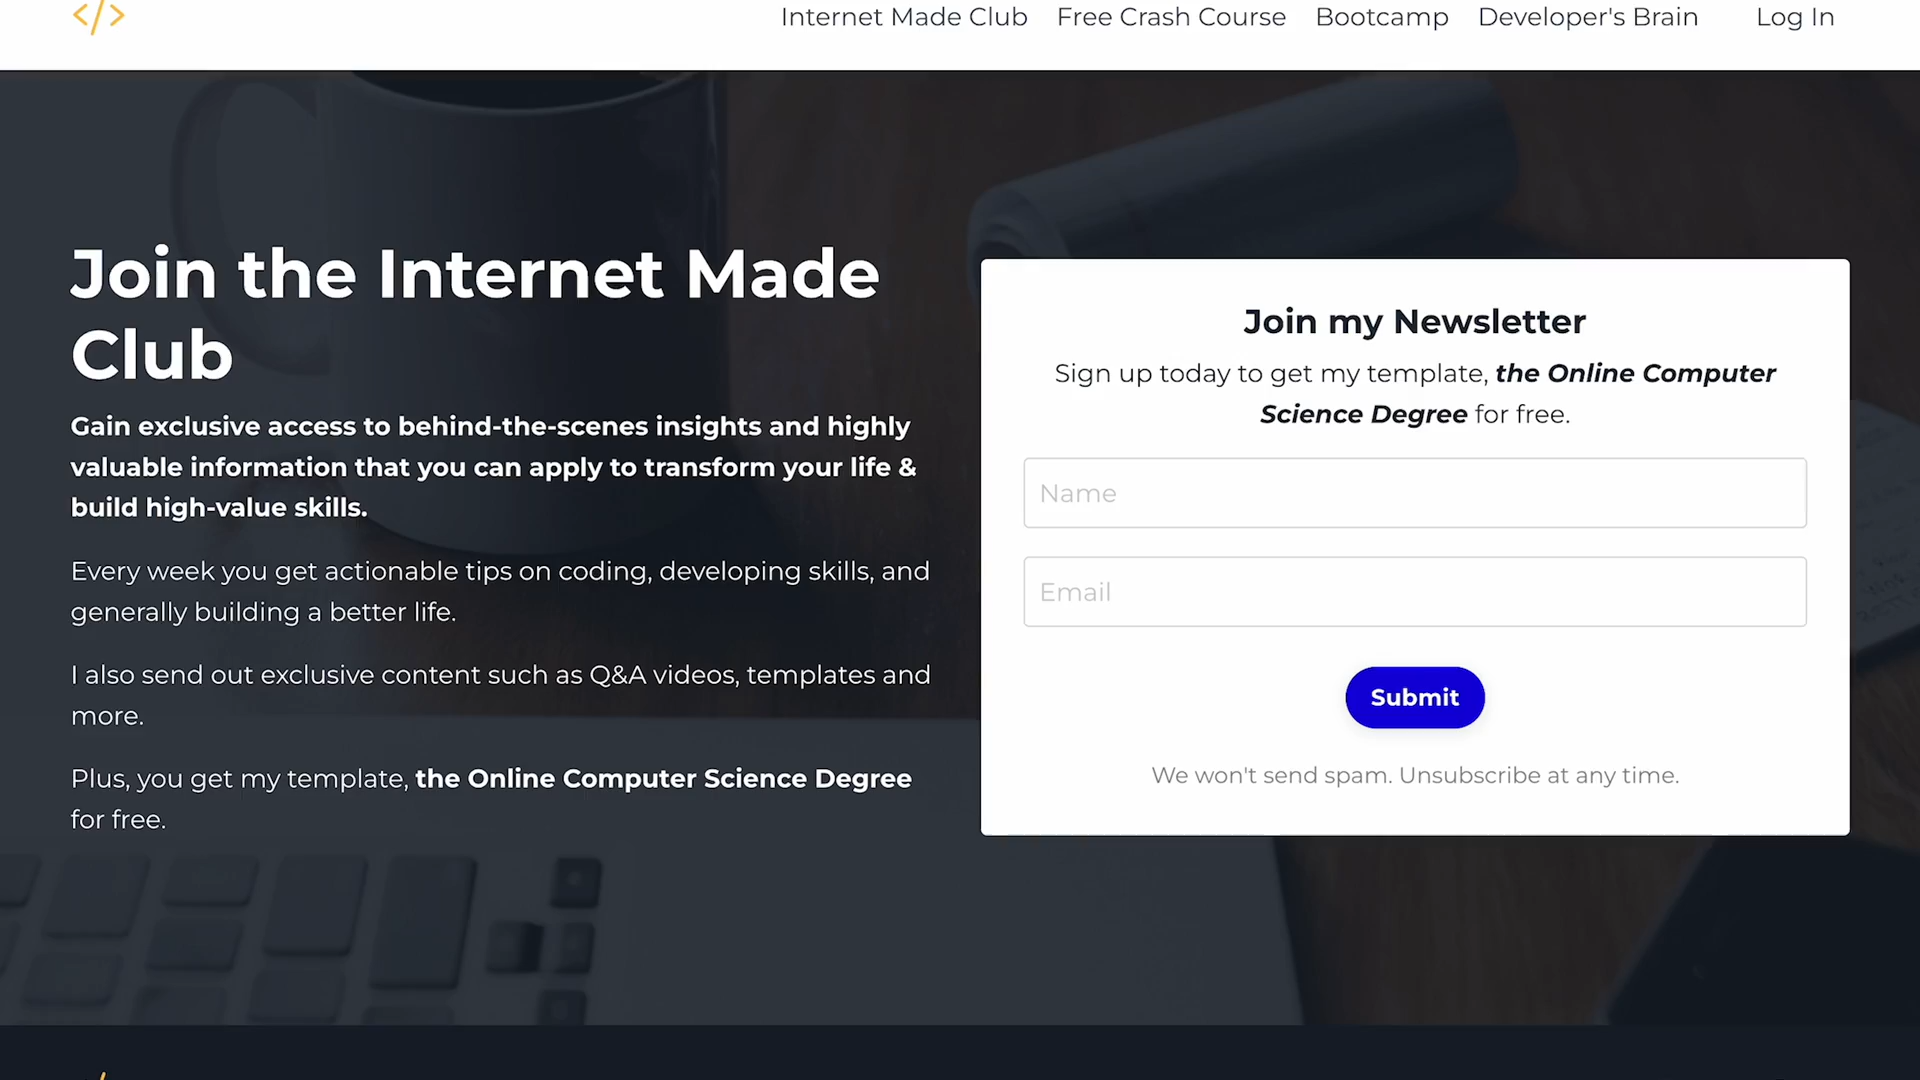 </>
Internet Made Club
Free Crash Course
Bootcamp
Developer's Brain
Log In
Join the Internet Made
Club
Gain exclusive access to behind-the-scenes insights and highly
valuable information that you can apply to transform your life &
build high-value skills.
Every week you get actionable tips on coding, developing skills, and
generally building a better life.
I also send out exclusive content such as Q&A videos, templates and
more.
Plus, you get my template, the Online Computer Science Degree
for free.
Join my Newsletter
Sign up today to get my template, the Online Computer
Science Degree for free.
Name
Email
Submit
We won't send spam. Unsubscribe at any time.